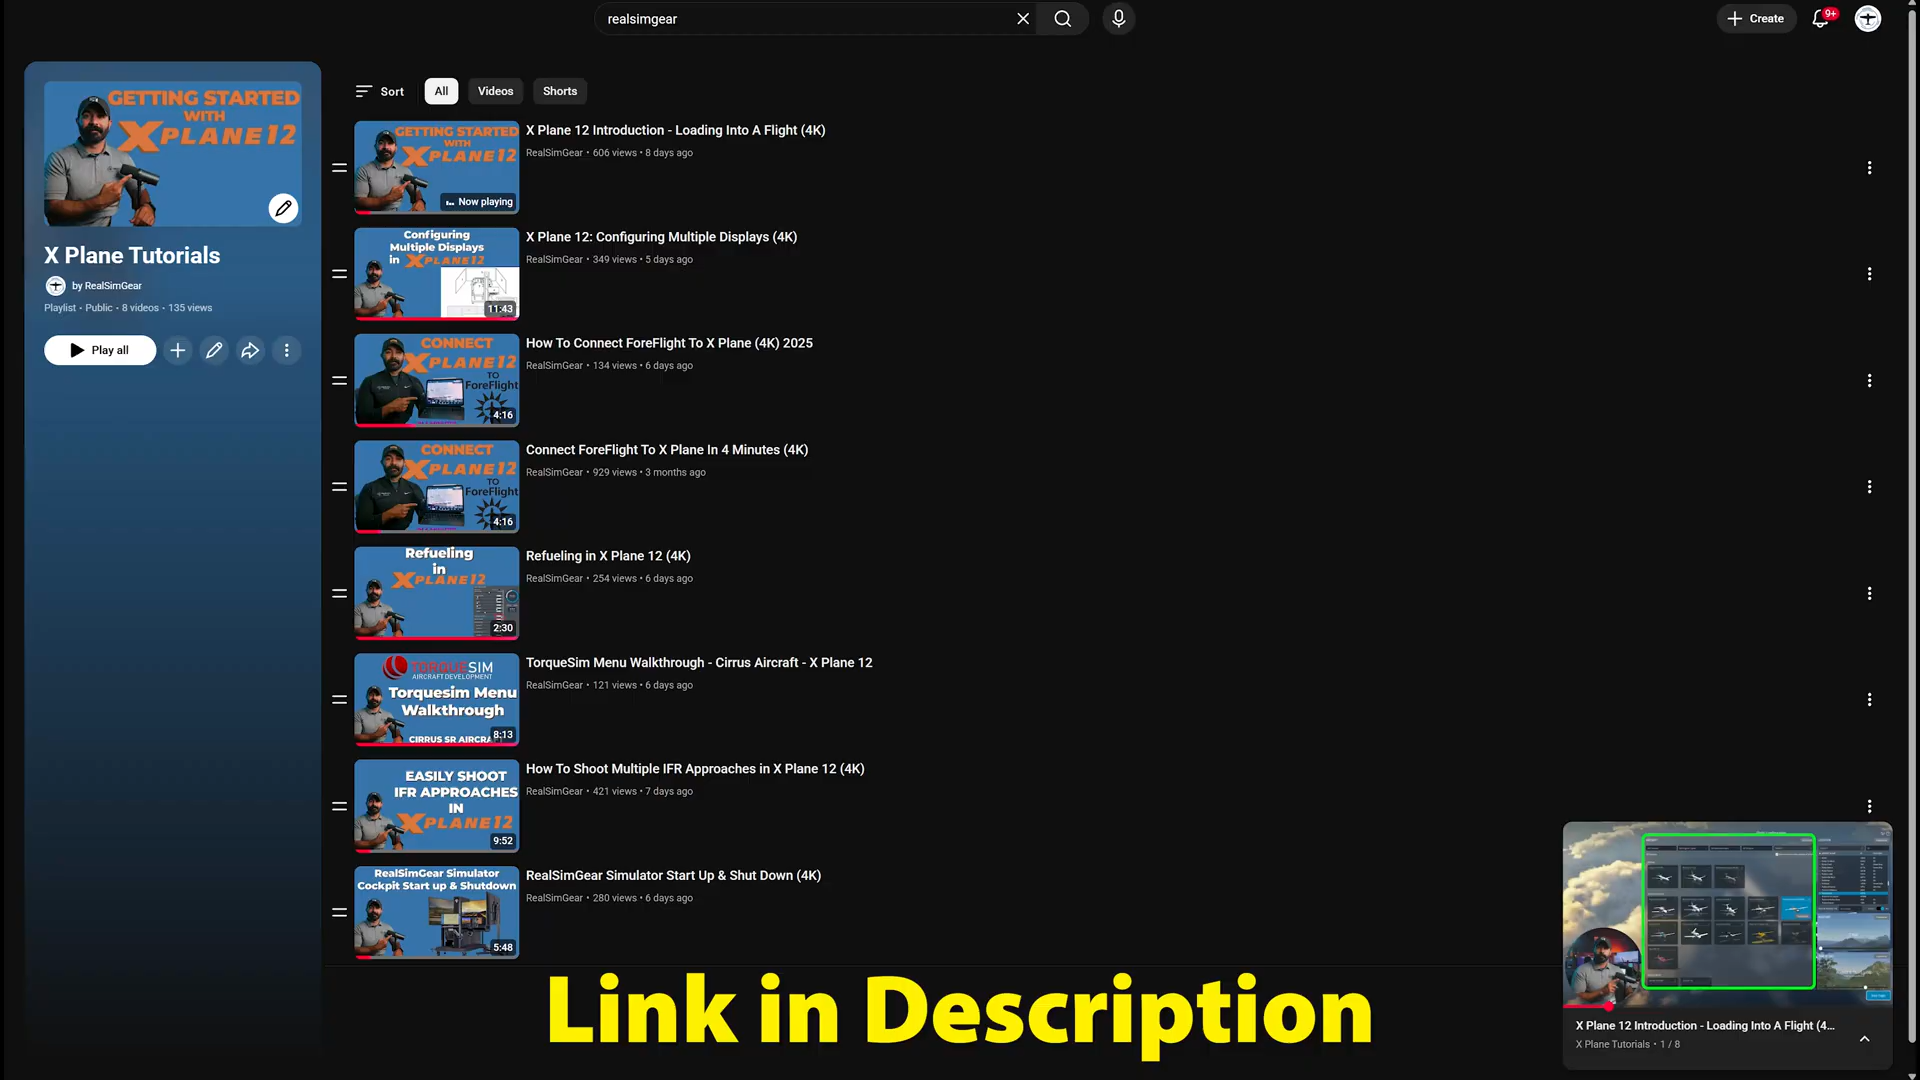 realsimgear
Create
9+
GETTING STARTED
WITH
XPLANE12
X Plane Tutorials
by RealSimGear
Playlist • Public • 8 videos • 135 views
Play all
Sort
All
Videos
Shorts
GETTING STARTED
WITH
XPLANE12
Now playing
X Plane 12 Introduction - Loading Into A Flight (4K)
RealSimGear • 606 views • 8 days ago
Configuring
Multiple Displays
in XPLANE12
11:43
X Plane 12: Configuring Multiple Displays (4K)
RealSimGear • 349 views • 5 days ago
CONNECT
XPLANE12
TO
ForeFlight
4:16
How To Connect ForeFlight To X Plane (4K) 2025
RealSimGear • 134 views • 6 days ago
CONNECT
XPLANE12
TO
ForeFlight
4:16
Connect ForeFlight To X Plane In 4 Minutes (4K)
RealSimGear • 929 views • 3 months ago
Refueling
in
XPLANE12
2:30
Refueling in X Plane 12 (4K)
RealSimGear • 254 views • 6 days ago
TORQUESIM
AIRCRAFT DEVELOPMENT
Torquesim Menu
Walkthrough
CIRRUS SR AIRCRA
8:13
TorqueSim Menu Walkthrough - Cirrus Aircraft - X Plane 12
RealSimGear • 121 views • 6 days ago
EASILY SHOOT
IFR APPROACHES
IN
XPLANE12
9:52
How To Shoot Multiple IFR Approaches in X Plane 12 (4K)
RealSimGear • 421 views • 7 days ago
RealSimGear Simulator
Cockpit Start up & Shutdown
5:48
RealSimGear Simulator Start Up & Shut Down (4K)
RealSimGear • 280 views • 6 days ago
Link in Description
X Plane 12 Introduction - Loading Into A Flight (4...
X Plane Tutorials • 1 / 8